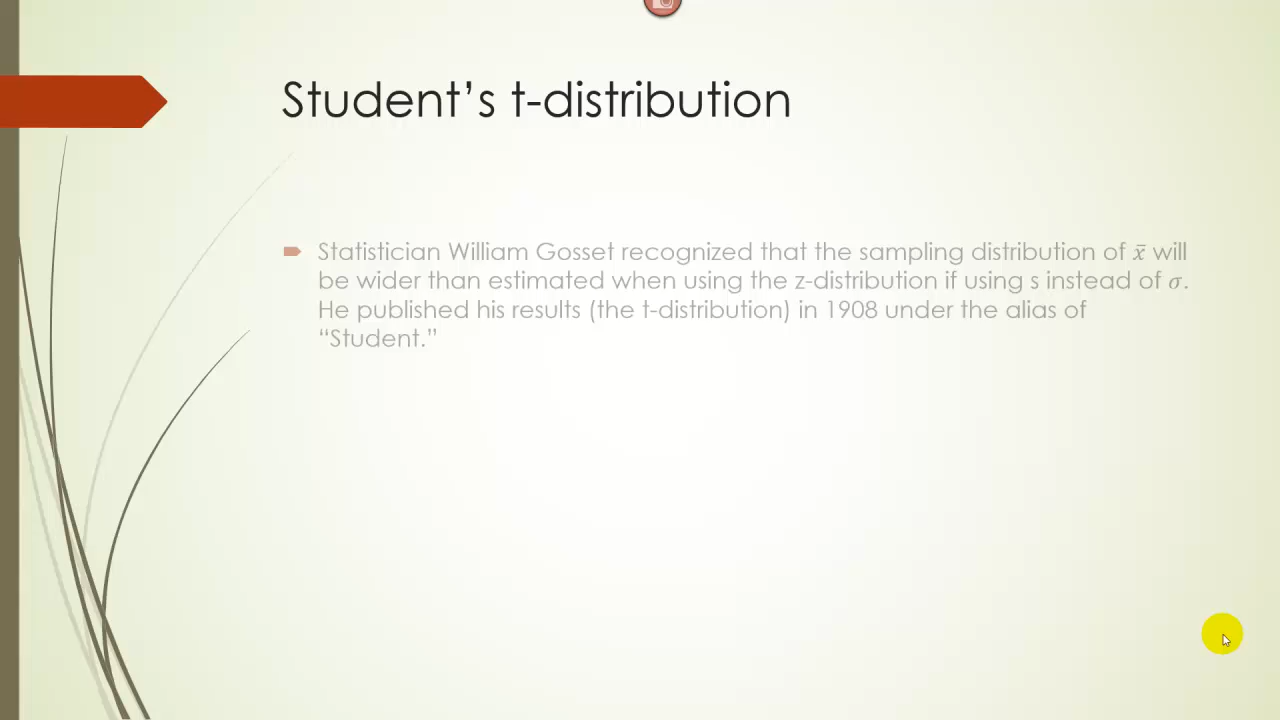 Student’s t-distribution
Statistician William Gosset recognized that the sampling distribution of x̄ will
be wider than estimated when using the z-distribution if using s instead of σ.
He published his results (the t-distribution) in 1908 under the alias of
“Student.”